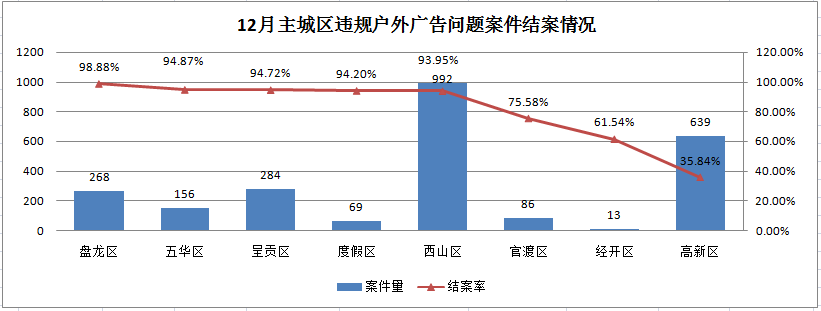 12月主城区违规户外广告问题案件结案情况
1200 120.00%
1000 100.00%
800 80.00%
600 60.00%
400 40.00%
200 20.00%
0 0.00%
98.88% 94.87% 94.72% 94.20% 93.95% 75.58% 61.54% 35.84%
268 156 284 69 992 86 13 639
盘龙区 五华区 呈贡区 度假区 西山区 官渡区 经开区 高新区
案件量 结案率